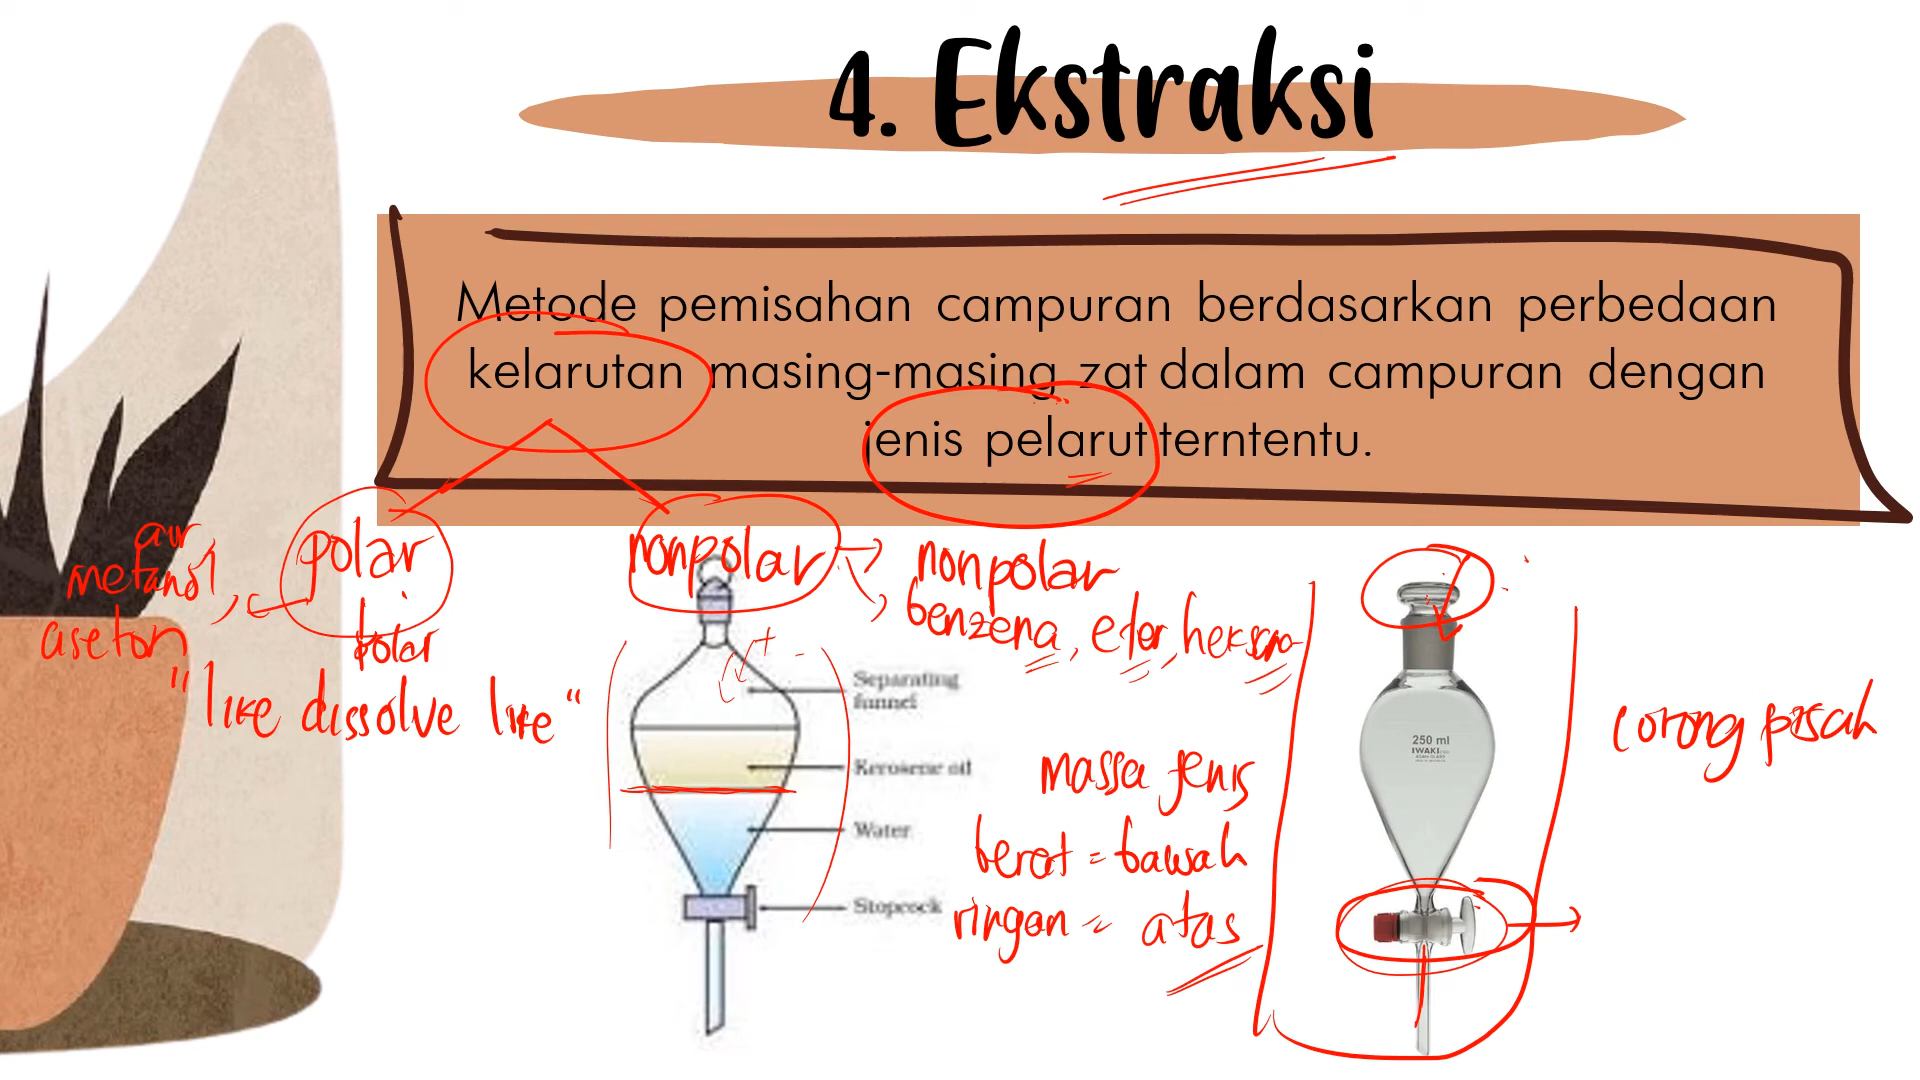 4. Ekstraksi
Metode pemisahan campuran berdasarkan perbedaan
kelarutan masing-masing zat dalam campuran dengan
jenis pelarut terntentu.
air,
metanol,
aseton
polar
polar
nonpolar
nonpolar
benzena, eter, heksana
"like dissolve like"
Separating
funnel
Kerosene oil
Water
Stopcock
+ -
massa jenis
berat = bawah
ringan = atas
250 ml
IWAKI
corong pisah